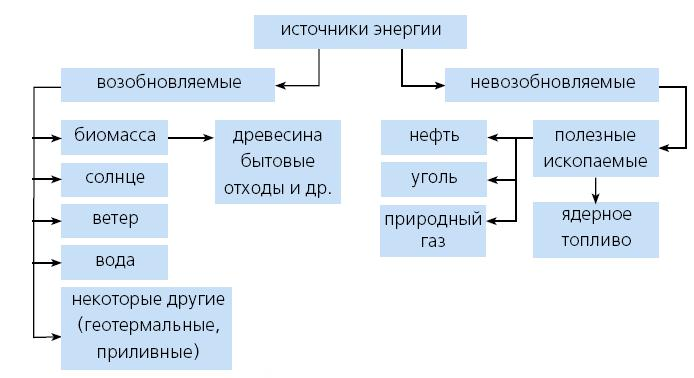 источники энергии
возобновляемые
невозобновляемые
биомасса
древесина
бытовые
отходы и др.
солнце
ветер
вода
некоторые другие
(геотермальные,
приливные)
нефть
уголь
природный
газ
полезные
ископаемые
ядерное
топливо